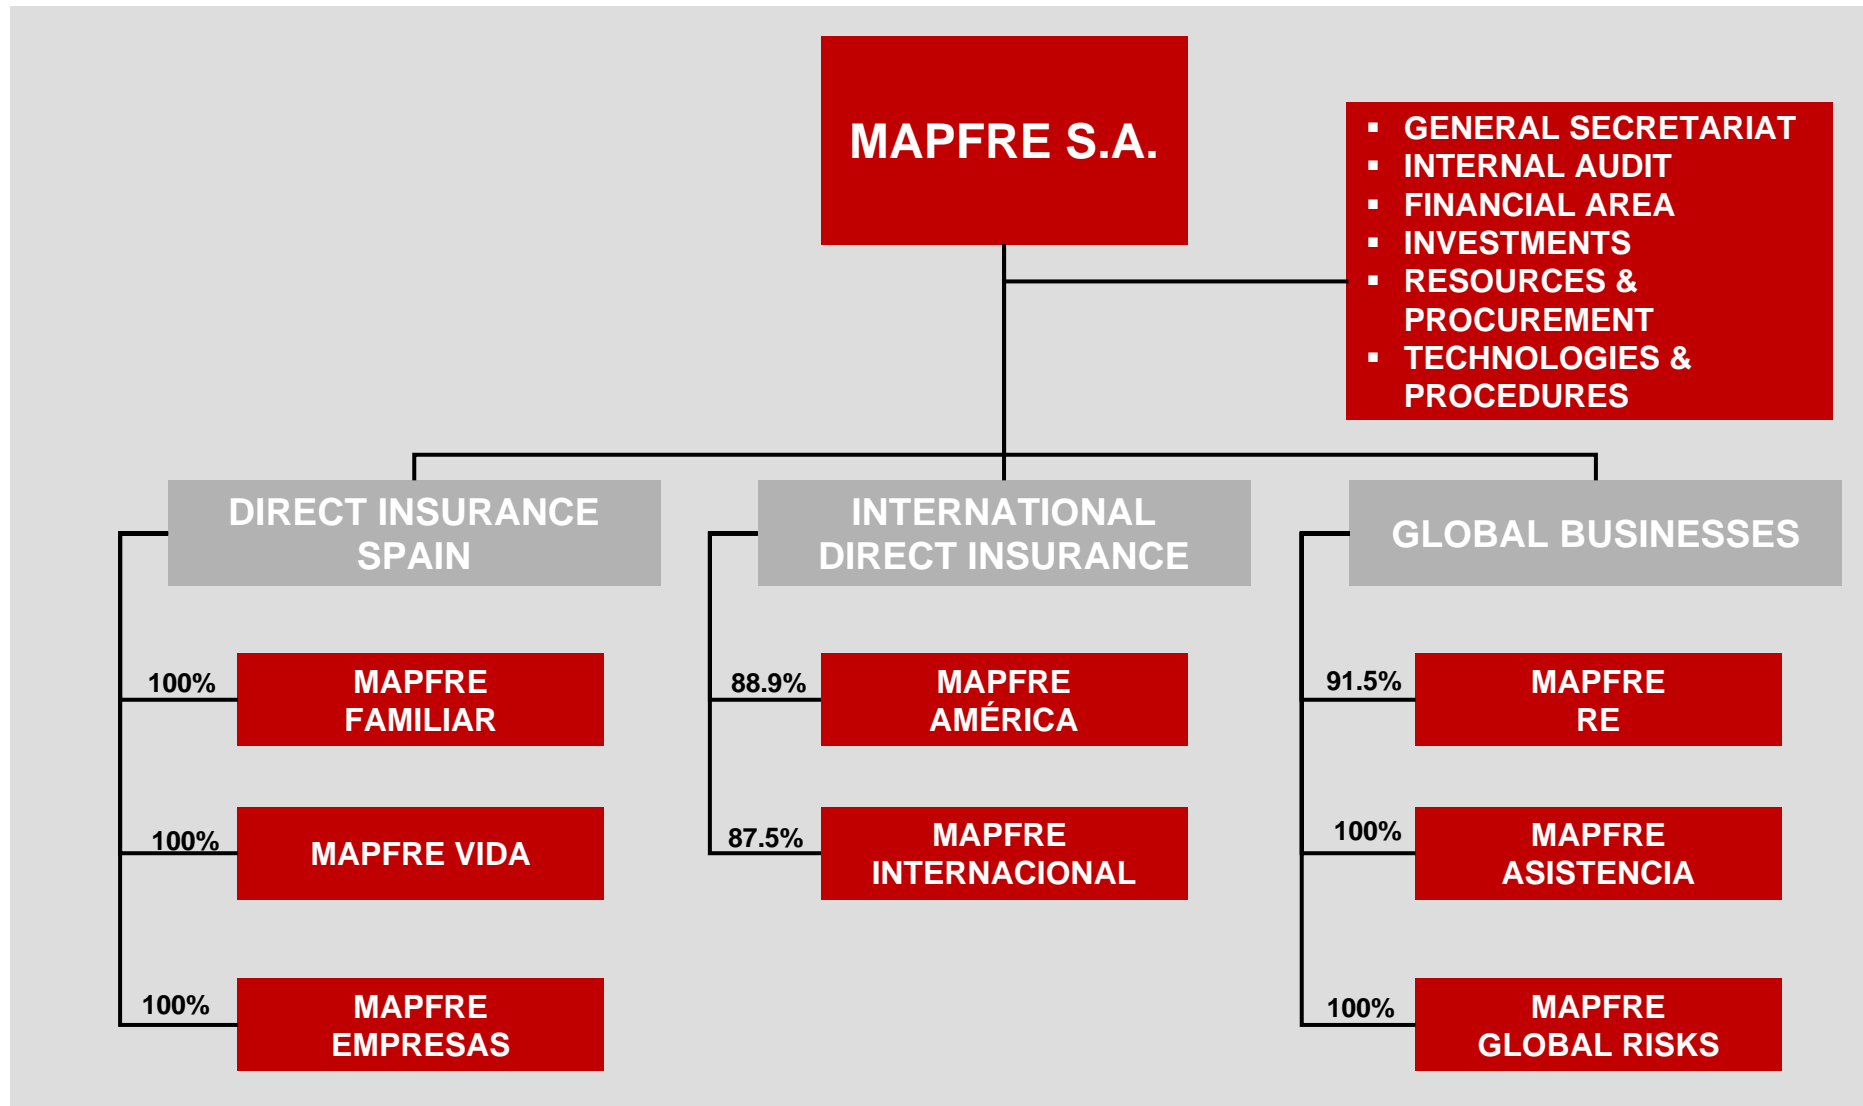 MAPFRE S.A.
▪ GENERAL SECRETARIAT
▪ INTERNAL AUDIT
▪ FINANCIAL AREA
▪ INVESTMENTS
▪ RESOURCES &
PROCUREMENT
▪ TECHNOLOGIES &
PROCEDURES
DIRECT INSURANCE
SPAIN
100%
MAPFRE
FAMILIAR
100%
MAPFRE VIDA
100%
MAPFRE
EMPRESAS
INTERNATIONAL
DIRECT INSURANCE
88.9%
MAPFRE
AMÉRICA
87.5%
MAPFRE
INTERNACIONAL
GLOBAL BUSINESSES
91.5%
MAPFRE
RE
100%
MAPFRE
ASISTENCIA
100%
MAPFRE
GLOBAL RISKS